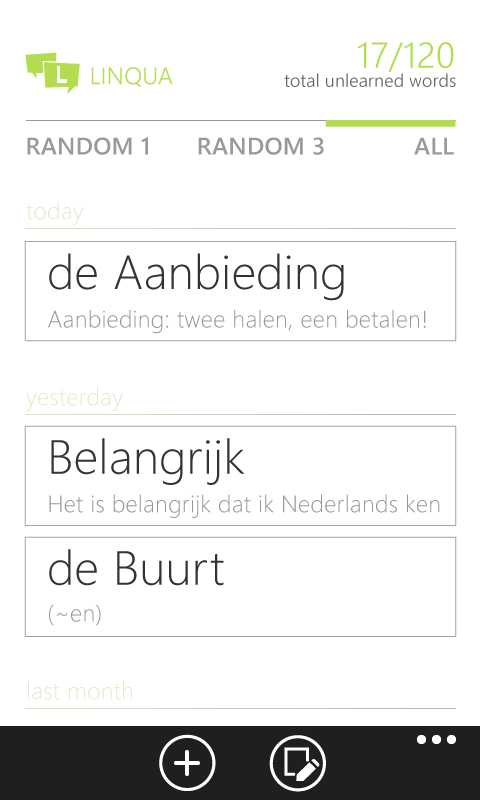 17/120
L LINQUA
total unlearned words
RANDOM 1 RANDOM 3 ALL
today
de Aanbieding
Aanbieding: twee halen, een betalen!
yesterday
Belangrijk
Het is belangrijk dat ik Nederlands ken
de Buurt
(~en)
last month